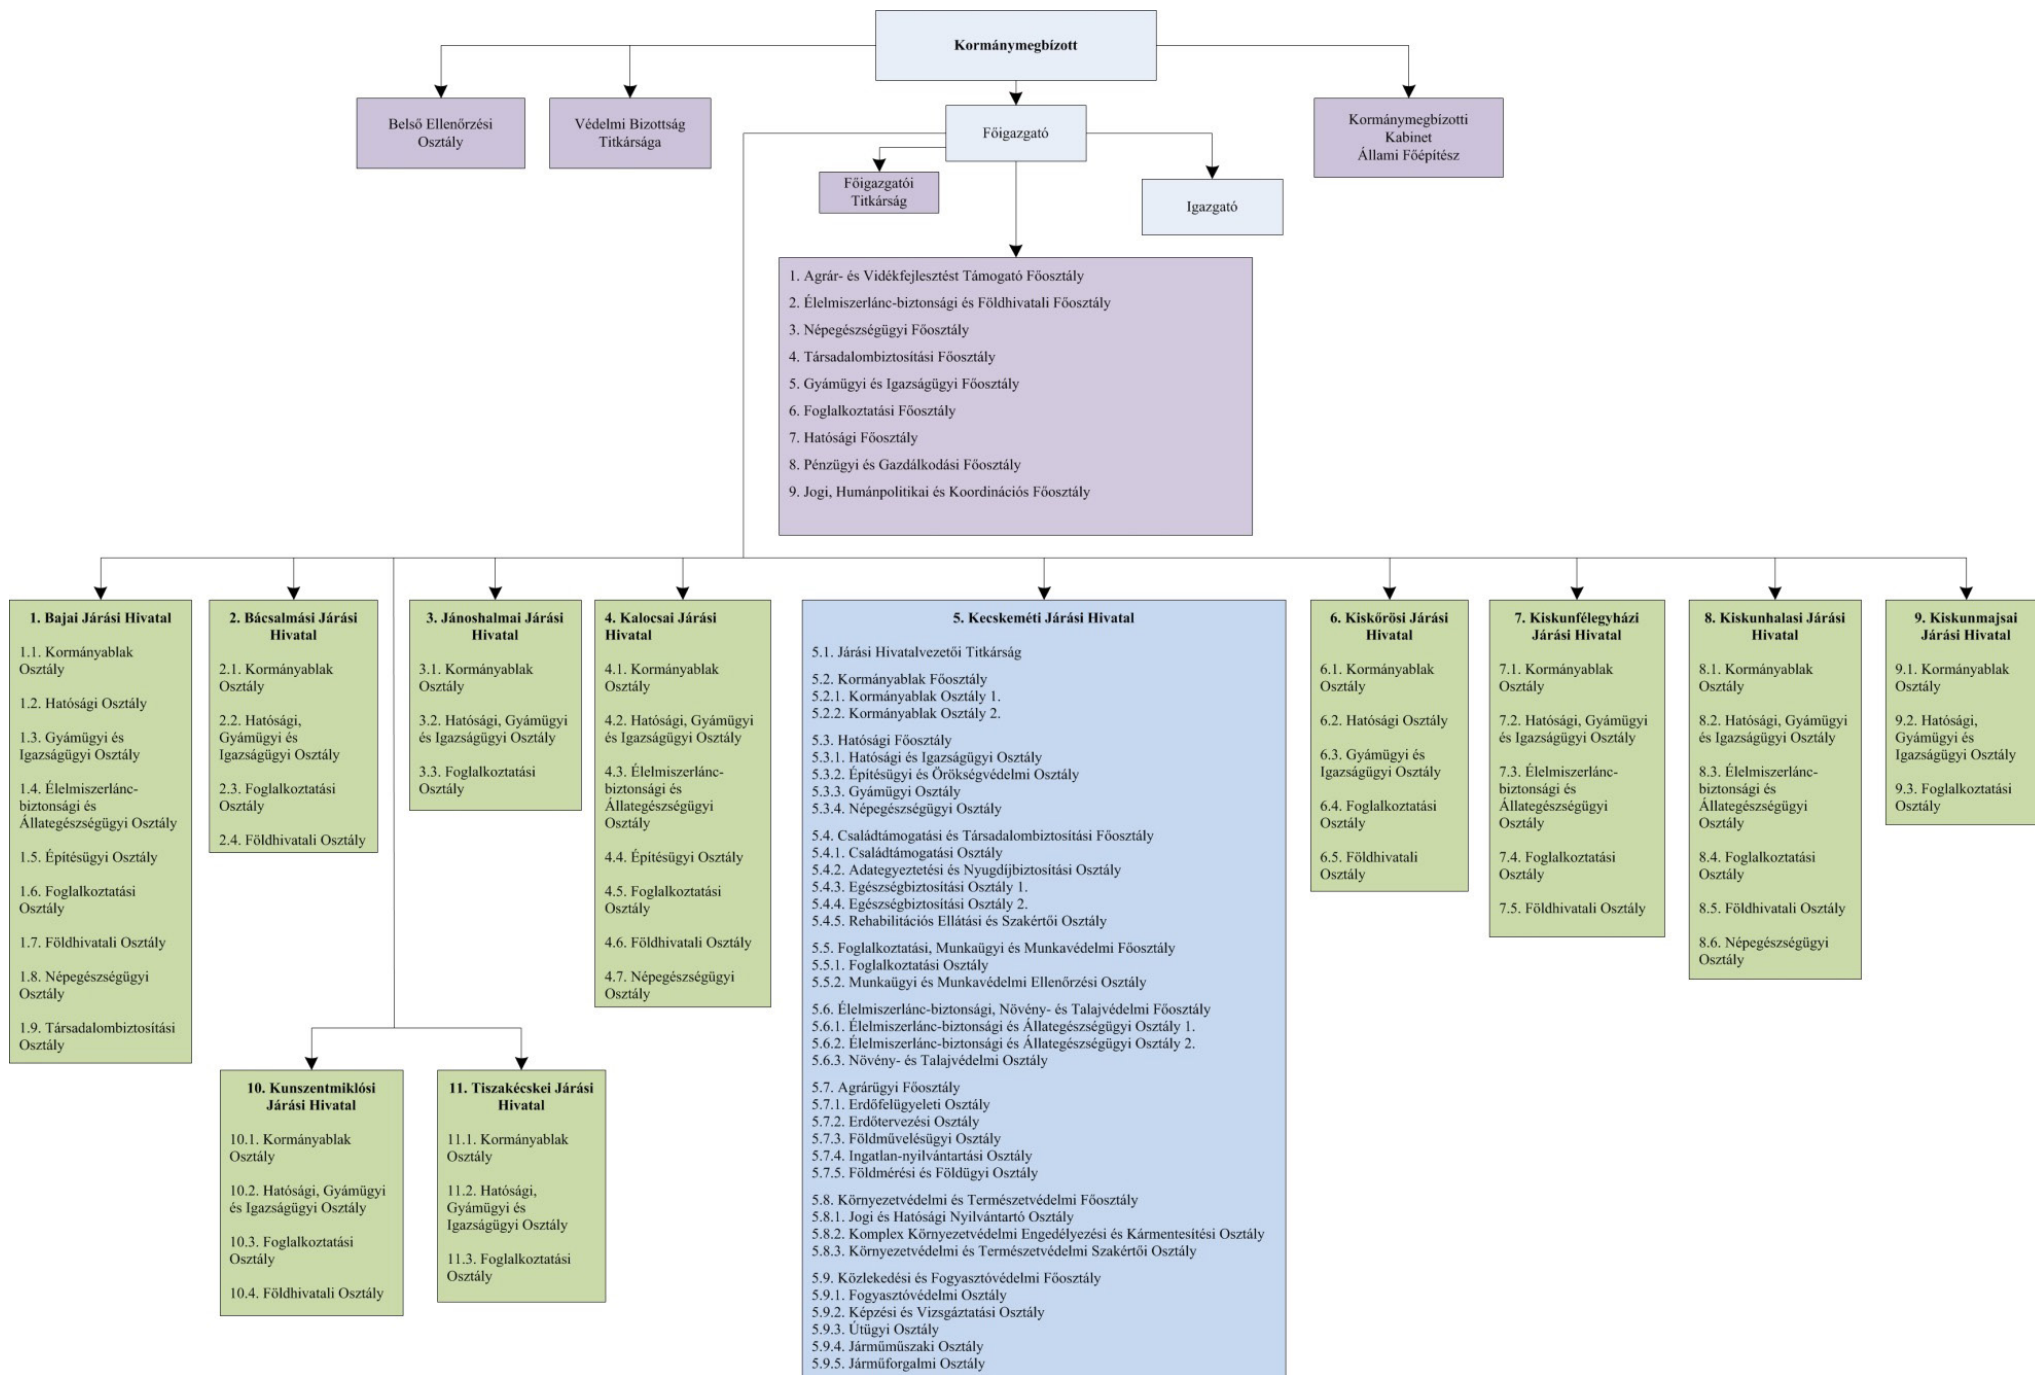 Kormánymegbízott
Belső Ellenőrzési
Osztály
Védelmi Bizottság
Titkársága
Főigazgató
Kormánymegbízotti
Kabinet
Állami Főépítész
Főigazgatói
Titkárság
Igazgató
1. Agrár- és Vidékfejlesztést Támogató Főosztály
2. Élelmiszerlánc-biztonsági és Földhivatali Főosztály
3. Népegészségügyi Főosztály
4. Társadalombiztosítási Főosztály
5. Gyámügyi és Igazságügyi Főosztály
6. Foglalkoztatási Főosztály
7. Hatósági Főosztály
8. Pénzügyi és Gazdálkodási Főosztály
9. Jogi, Humánpolitikai és Koordinációs Főosztály
1. Bajai Járási Hivatal
1.1. Kormányablak
Osztály
1.2. Hatósági Osztály
1.3. Gyámügyi és
Igazságügyi Osztály
1.4. Élelmiszerlánc-
biztonsági és
Állategészségügyi Osztály
1.5. Építésügyi Osztály
1.6. Foglalkoztatási
Osztály
1.7. Földhivatali Osztály
1.8. Népegészségügyi
Osztály
1.9. Társadalombiztosítási
Osztály
2. Bácsalmási Járási
Hivatal
2.1. Kormányablak
Osztály
2.2. Hatósági,
Gyámügyi és
Igazságügyi Osztály
2.3. Foglalkoztatási
Osztály
2.4. Földhivatali Osztály
3. Jánoshalmai Járási
Hivatal
3.1. Kormányablak
Osztály
3.2. Hatósági, Gyámügyi
és Igazságügyi Osztály
3.3. Foglalkoztatási
Osztály
4. Kalocsai Járási
Hivatal
4.1. Kormányablak
Osztály
4.2. Hatósági, Gyámügyi
és Igazságügyi Osztály
4.3. Élelmiszerlánc-
biztonsági és
Állategészségügyi
Osztály
4.4. Építésügyi Osztály
4.5. Foglalkoztatási
Osztály
4.6. Földhivatali Osztály
4.7. Népegészségügyi
Osztály
5. Kecskeméti Járási Hivatal
5.1. Járási Hivatalvezetői Titkárság
5.2. Kormányablak Főosztály
5.2.1. Kormányablak Osztály 1.
5.2.2. Kormányablak Osztály 2.
5.3. Hatósági Főosztály
5.3.1. Hatósági és Igazságügyi Osztály
5.3.2. Építésügyi és Örökségvédelmi Osztály
5.3.3. Gyámügyi Osztály
5.3.4. Népegészségügyi Osztály
5.4. Családtámogatási és Társadalombiztosítási Főosztály
5.4.1. Családtámogatási Osztály
5.4.2. Adategyeztetési és Nyugdíjbiztosítási Osztály
5.4.3. Egészségbiztosítási Osztály 1.
5.4.4. Egészségbiztosítási Osztály 2.
5.4.5. Rehabilitációs Ellátási és Szakértői Osztály
5.5. Foglalkoztatási, Munkaügyi és Munkavédelmi Főosztály
5.5.1. Foglalkoztatási Osztály
5.5.2. Munkaügyi és Munkavédelmi Ellenőrzési Osztály
5.6. Élelmiszerlánc-biztonsági, Növény- és Talajvédelmi Főosztály
5.6.1. Élelmiszerlánc-biztonsági és Állategészségügyi Osztály 1.
5.6.2. Élelmiszerlánc-biztonsági és Állategészségügyi Osztály 2.
5.6.3. Növény- és Talajvédelmi Osztály
5.7. Agrárügyi Főosztály
5.7.1. Erdőfelügyeleti Osztály
5.7.2. Erdőtervezési Osztály
5.7.3. Földművelésügyi Osztály
5.7.4. Ingatlan-nyilvántartási Osztály
5.7.5. Földmérési és Földügyi Osztály
5.8. Környezetvédelmi és Természetvédelmi Főosztály
5.8.1. Jogi és Hatósági Nyilvántartó Osztály
5.8.2. Komplex Környezetvédelmi Engedélyezési és Kármentesítési Osztály
5.8.3. Környezetvédelmi és Természetvédelmi Szakértői Osztály
5.9. Közlekedési és Fogyasztóvédelmi Főosztály
5.9.1. Fogyasztóvédelmi Osztály
5.9.2. Képzési és Vizsgáztatási Osztály
5.9.3. Útügyi Osztály
5.9.4. Járműműszaki Osztály
5.9.5. Járműforgalmi Osztály
6. Kiskőrösi Járási
Hivatal
6.1. Kormányablak
Osztály
6.2. Hatósági Osztály
6.3. Gyámügyi és
Igazságügyi Osztály
6.4. Foglalkoztatási
Osztály
6.5. Földhivatali
Osztály
7. Kiskunfélegyházi
Járási Hivatal
7.1. Kormányablak
Osztály
7.2. Hatósági, Gyámügyi
és Igazságügyi Osztály
7.3. Élelmiszerlánc-
biztonsági és
Állategészségügyi
Osztály
7.4. Foglalkoztatási
Osztály
7.5. Földhivatali Osztály
8. Kiskunhalasi Járási
Hivatal
8.1. Kormányablak
Osztály
8.2. Hatósági, Gyámügyi
és Igazságügyi Osztály
8.3. Élelmiszerlánc-
biztonsági és
Állategészségügyi
Osztály
8.4. Foglalkoztatási
Osztály
8.5. Földhivatali Osztály
8.6. Népegészségügyi
Osztály
9. Kiskunmajsai
Járási Hivatal
9.1. Kormányablak
Osztály
9.2. Hatósági,
Gyámügyi és
Igazságügyi Osztály
9.3. Foglalkoztatási
Osztály
10. Kunszentmiklósi
Járási Hivatal
10.1. Kormányablak
Osztály
10.2. Hatósági, Gyámügyi
és Igazságügyi Osztály
10.3. Foglalkoztatási
Osztály
10.4. Földhivatali Osztály
11. Tiszakécskei Járási
Hivatal
11.1. Kormányablak
Osztály
11.2. Hatósági,
Gyámügyi és
Igazságügyi Osztály
11.3. Foglalkoztatási
Osztály